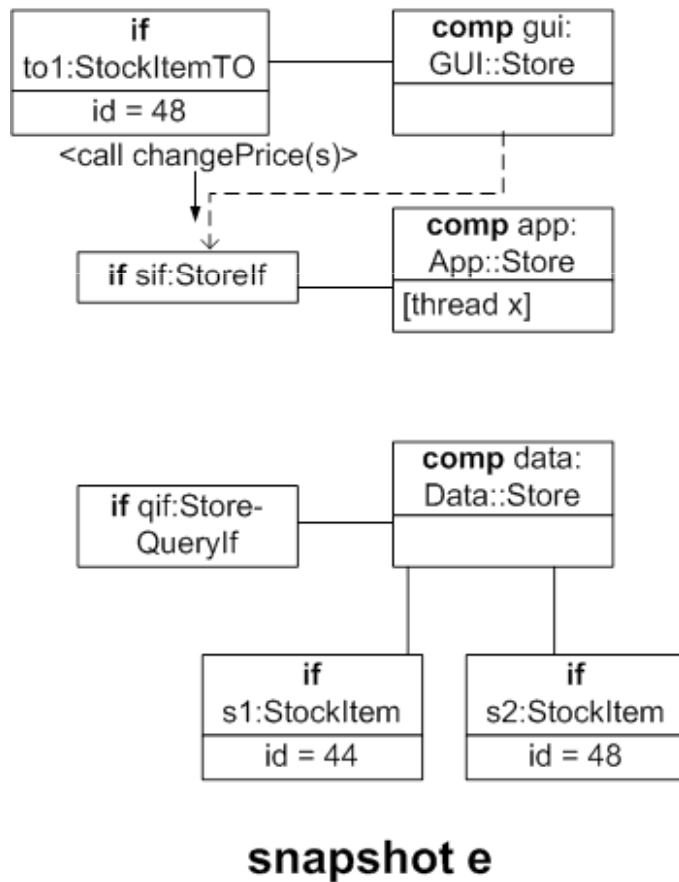 if
to1:StockItemTO
id = 48
comp gui:
GUI::Store
<call changePrice(s)>
if sif:StoreIf
comp app:
App::Store
[thread x]
if qif:Store-
QueryIf
comp data:
Data::Store
if
s1:StockItem
id = 44
if
s2:StockItem
id = 48
snapshot e